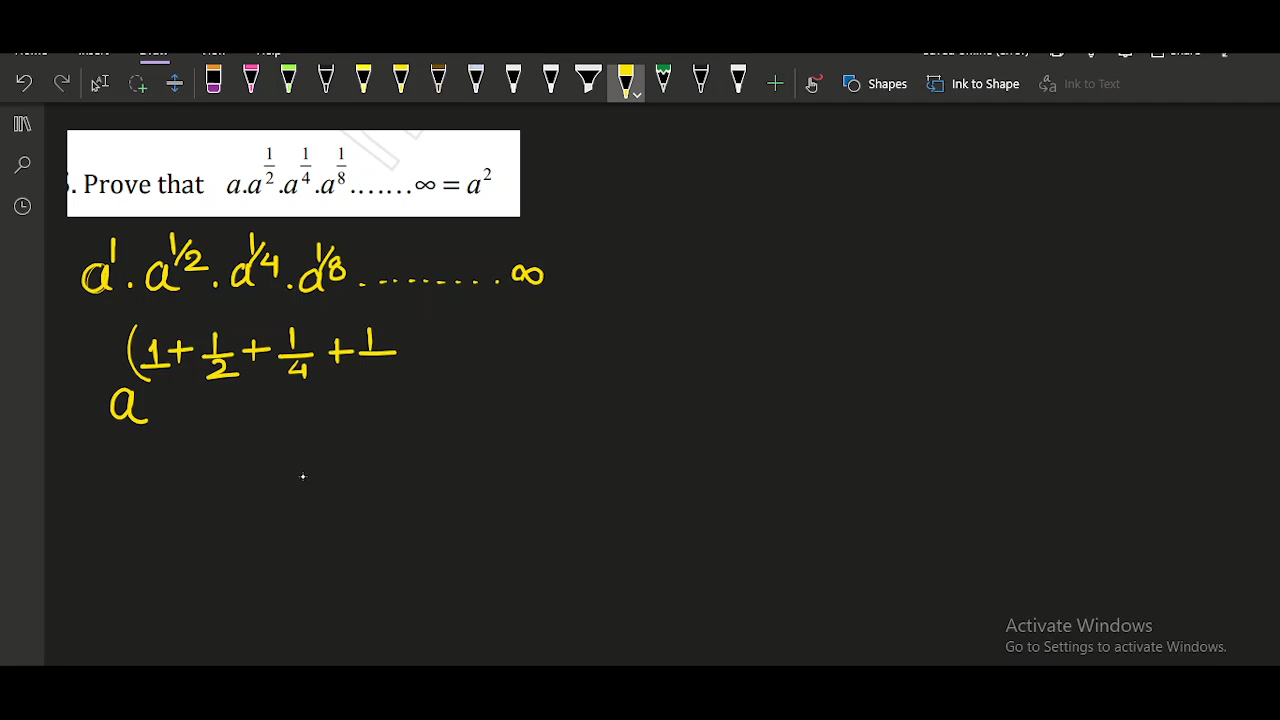 Shapes Ink to Shape Ink to Text
. Prove that a.a^{1/2}.a^{1/4}.a^{1/8}.......∞ = a^2
a^1 . a^{1/2} . a^{1/4} . a^{1/8} .......... ∞
a^{(1 + 1/2 + 1/4 + 1/
Activate Windows
Go to Settings to activate Windows.